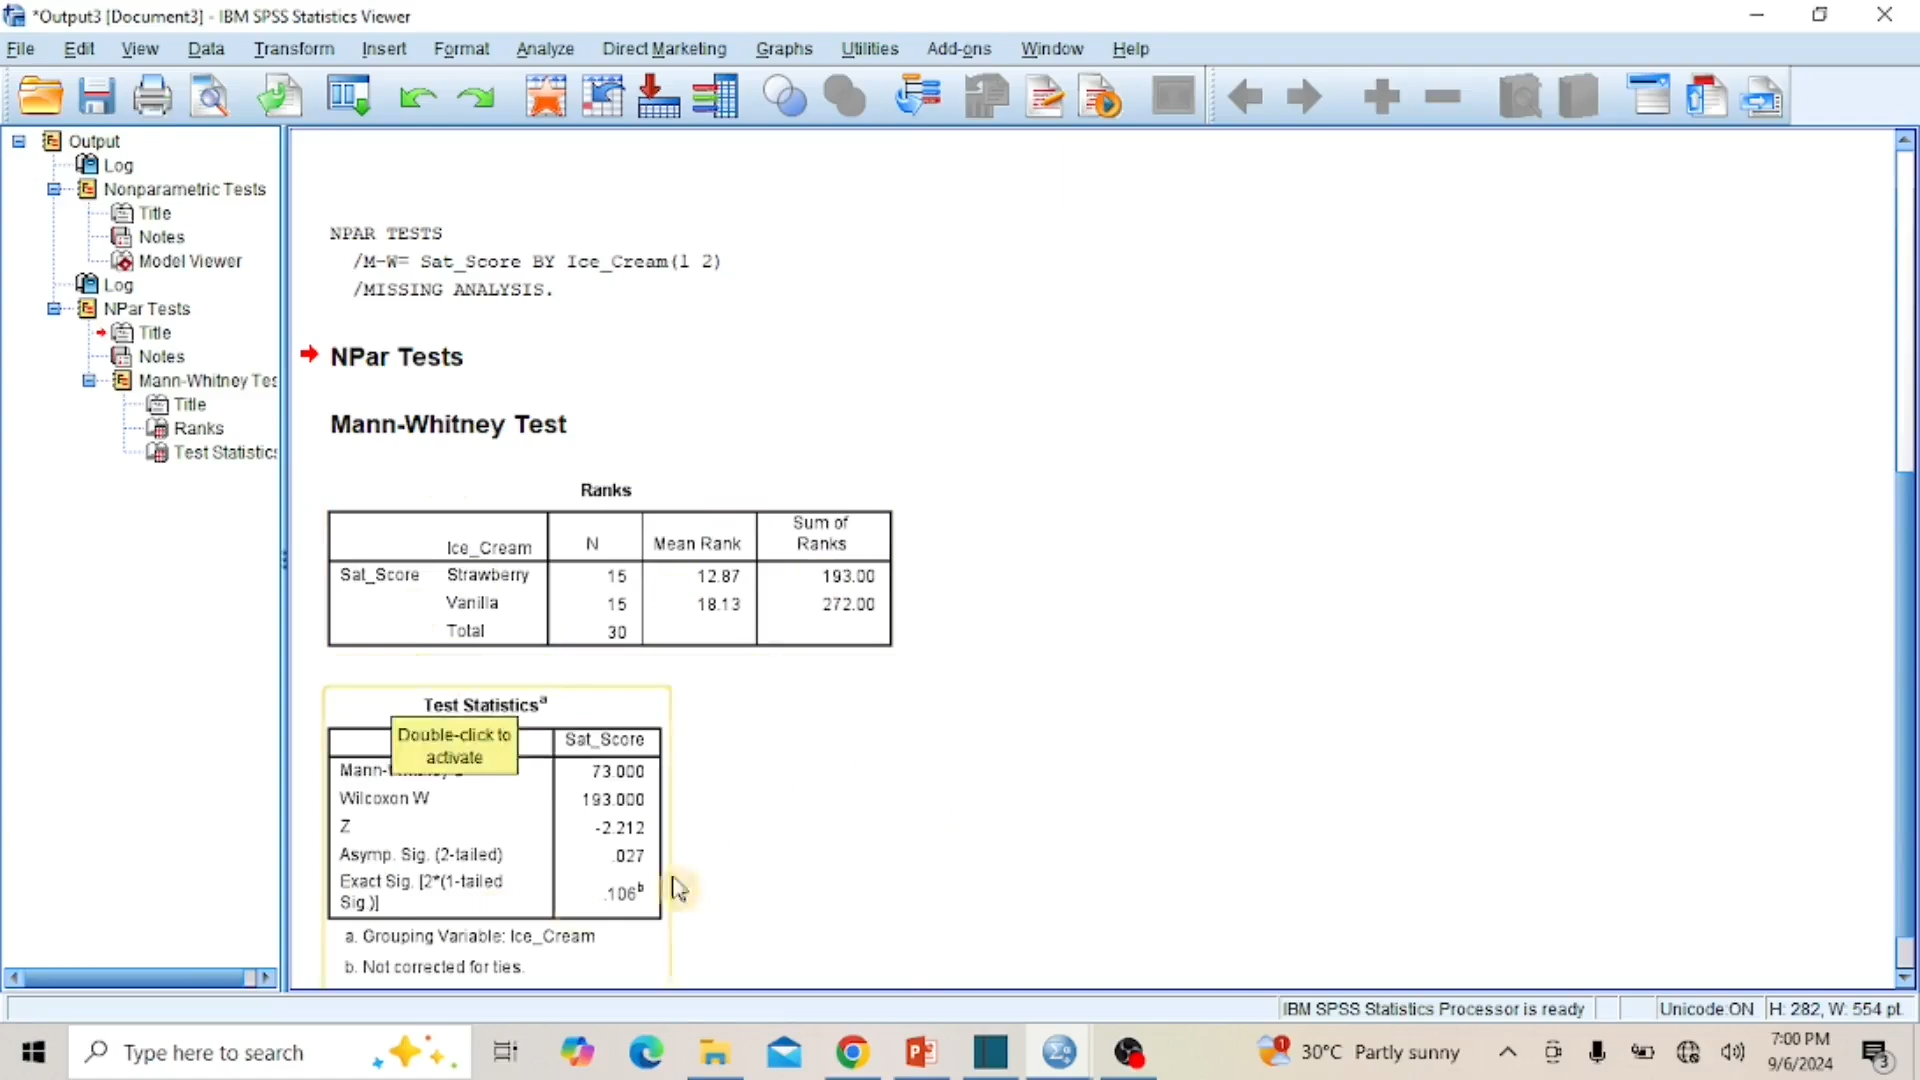 *Output3 [Document3] - IBM SPSS Statistics Viewer
File Edit View Data Transform Insert Format Analyze Direct Marketing Graphs Utilities Add-ons Window Help
Output
Log
Nonparametric Tests
Title
Notes
Model Viewer
Log
NPar Tests
Title
Notes
Mann-Whitney Tes
Title
Ranks
Test Statistics
NPAR TESTS
/M-W= Sat_Score BY Ice_Cream(1 2)
/MISSING ANALYSIS.
NPar Tests
Mann-Whitney Test
Ranks
Ice_Cream N Mean Rank Sum of Ranks
Sat_Score Strawberry 15 12.87 193.00
Vanilla 15 18.13 272.00
Total 30
Test Statisticsa
Double-click to
activate
Sat_Score
Mann- 73.000
Wilcoxon W 193.000
Z -2.212
Asymp. Sig. (2-tailed) .027
Exact Sig. [2*(1-tailed
Sig.)] .106b
a. Grouping Variable: Ice_Cream
b. Not corrected for ties.
IBM SPSS Statistics Processor is ready Unicode:ON H: 282, W: 554 pt.
Type here to search
1
30°C Partly sunny
7:00 PM
9/6/2024
3